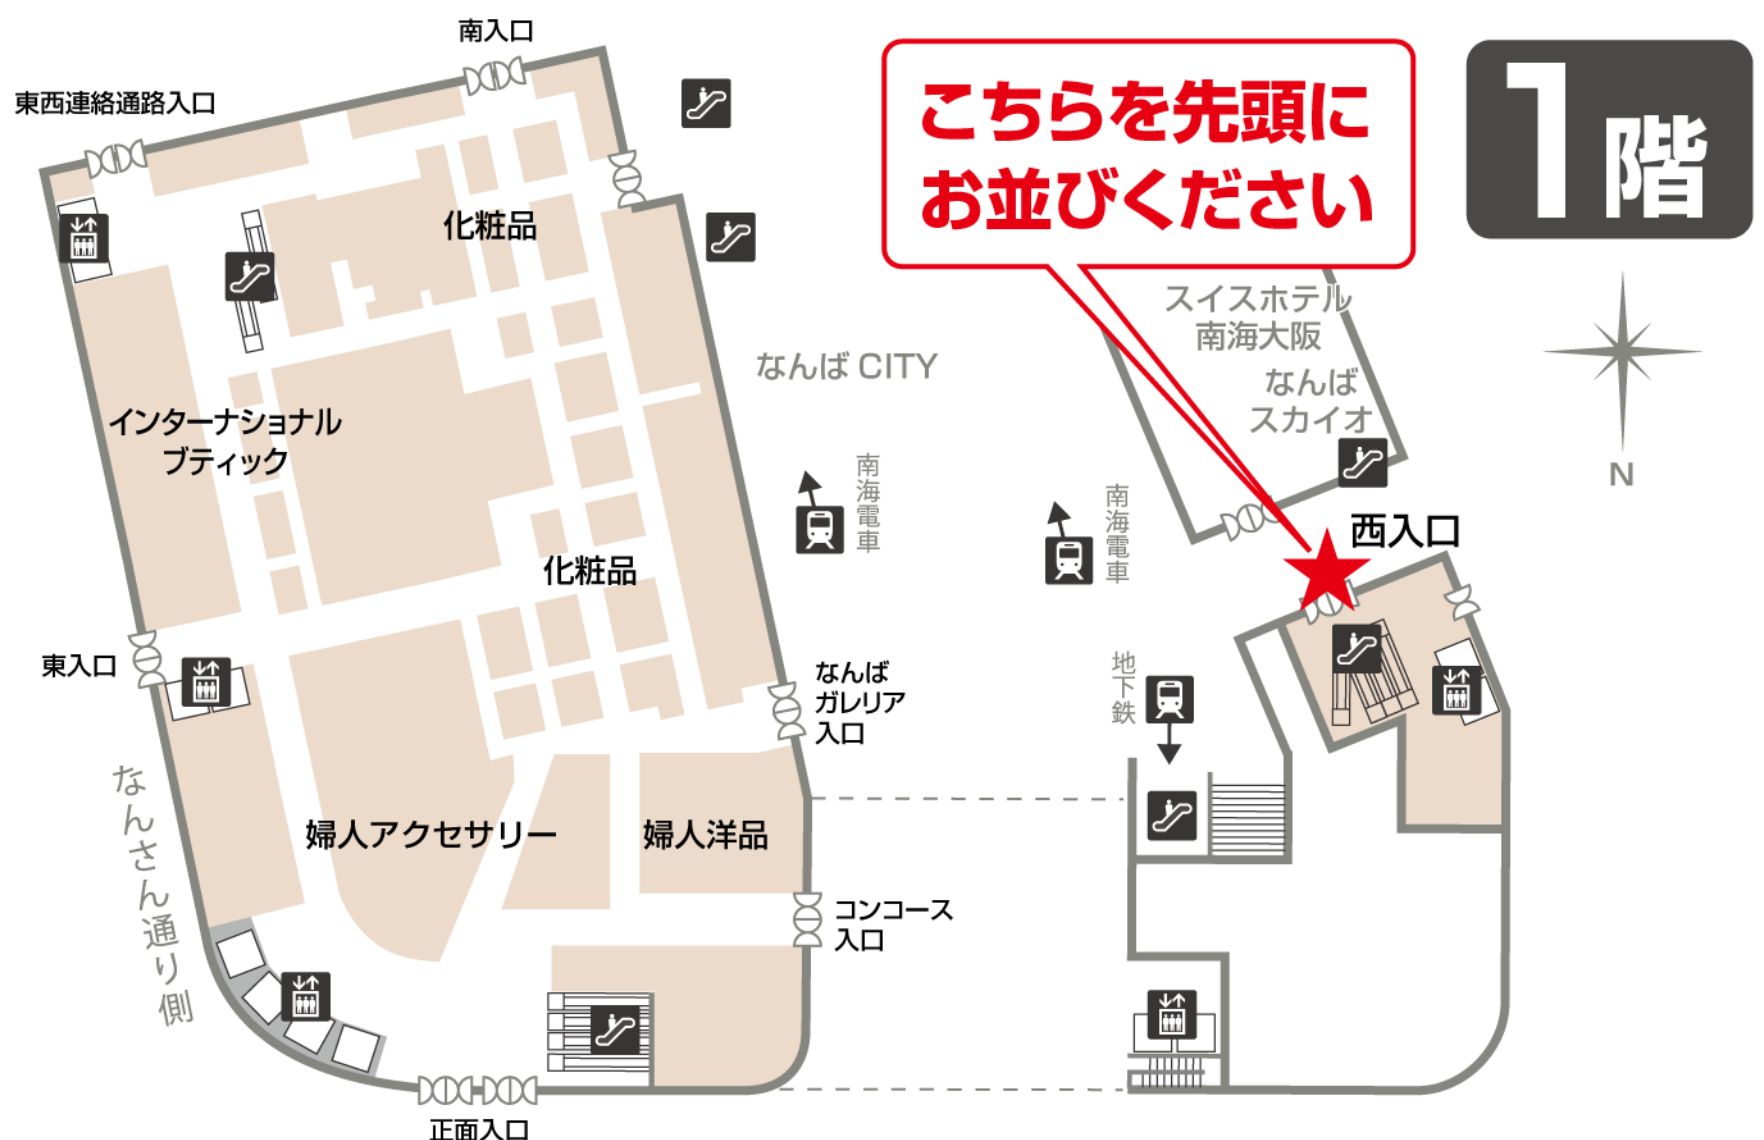 南入口
東西連絡通路入口
こちらを先頭に
お並びください
1階
化粧品
スイスホテル
南海大阪
なんば
スカイオ
なんば CITY
インターナショナル
ブティック
南海電車
南海電車
N
西入口
化粧品
東入口
なんば
ガレリア
入口
地下鉄
なんさん通り側
婦人アクセサリー
婦人洋品
コンコース
入口
正面入口